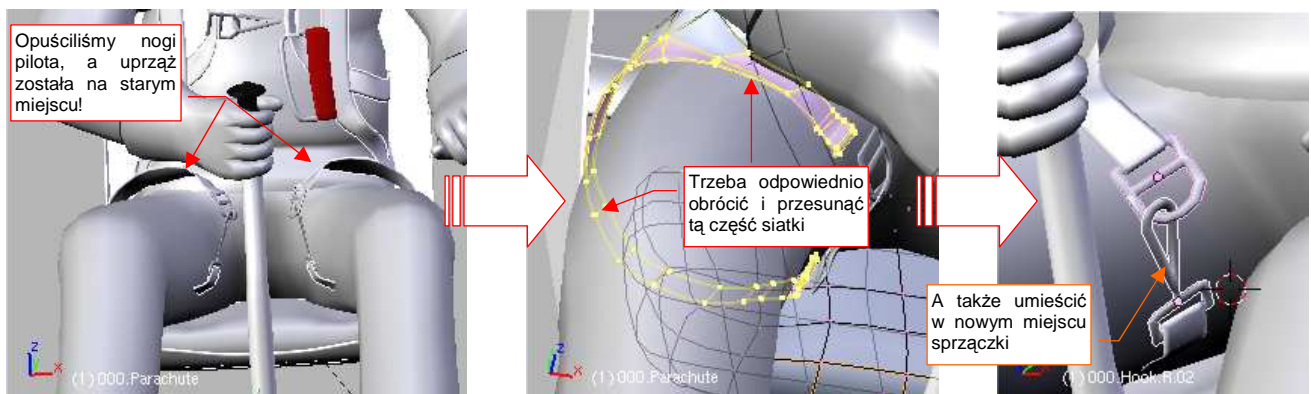 Opuściliśmy nogi
pilota, a uprząż
została na starym
miejscu!
z
x
(1) 000.Parachute
Trzeba odpowiednio
obrócić i przesunąć
tą część siatki
z
x
(1) 000.Parachute
A także umieścić
w nowym miejscu
sprzączki
z
x
(1) 000.Hook.R.02